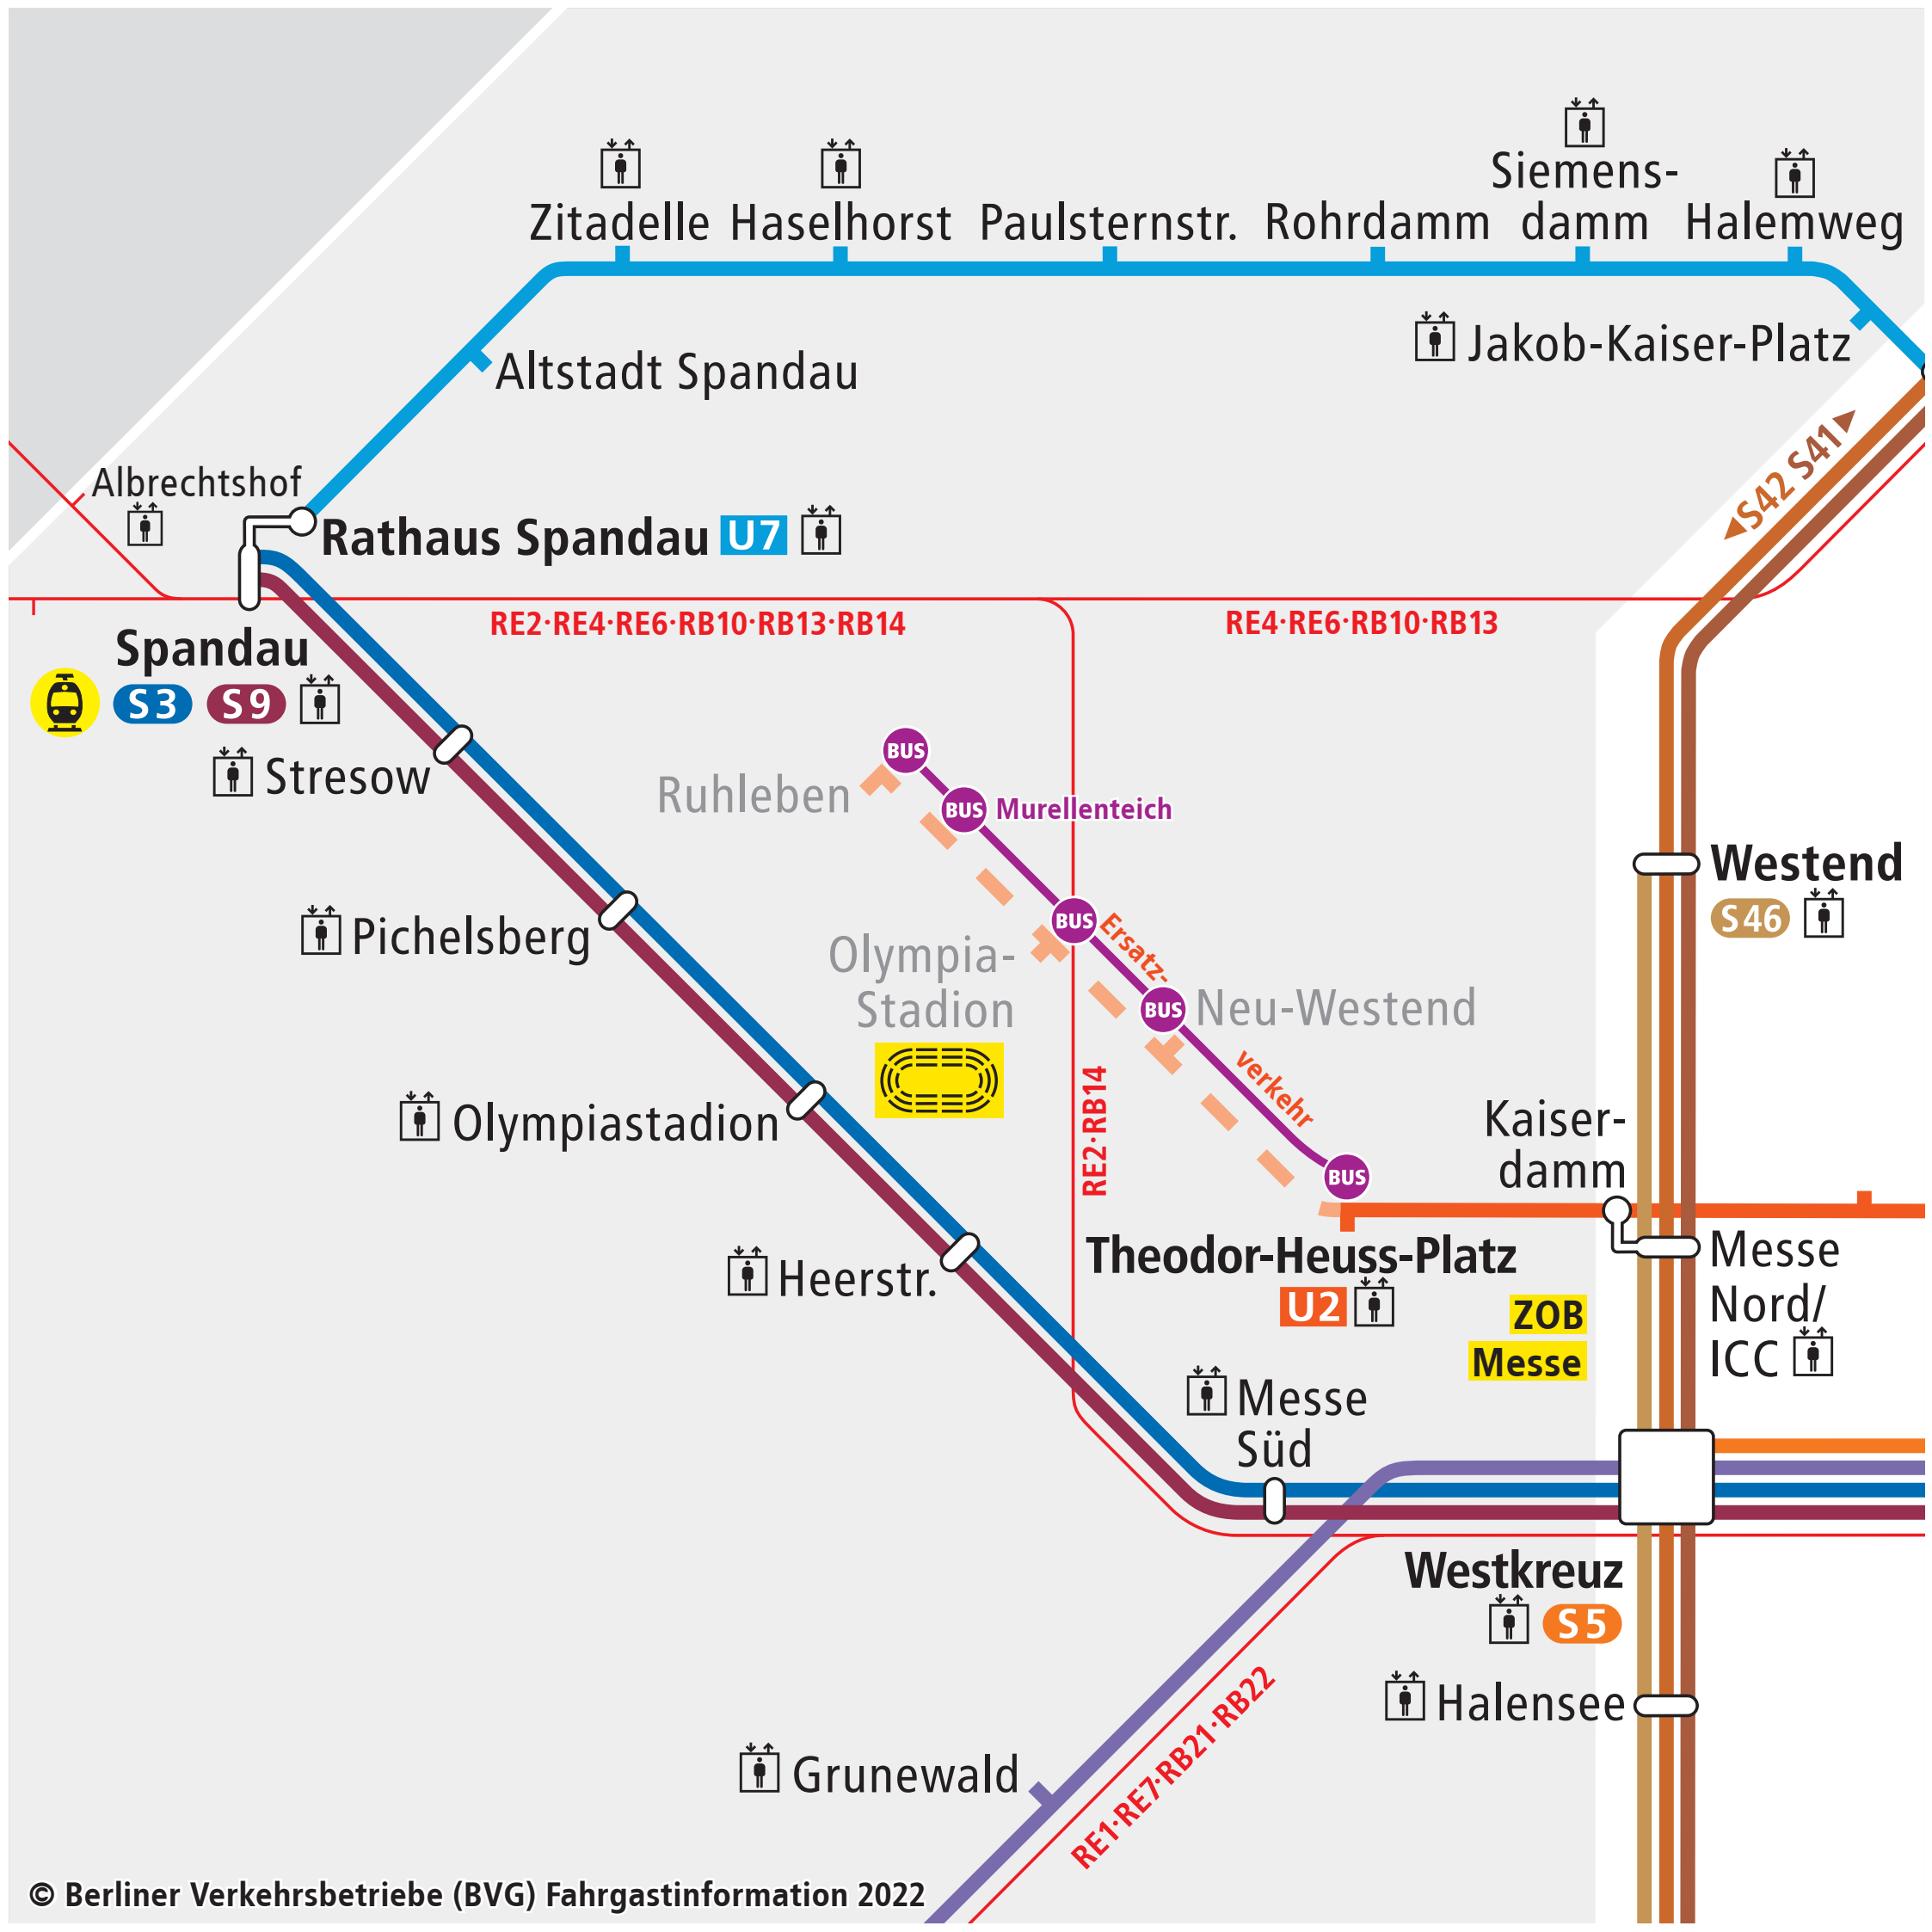 Siemens-
damm
Zitadelle
Haselhorst
Paulsternstr.
Rohrdamm
Halemweg
Jakob-Kaiser-Platz
Altstadt Spandau
S42 S41
Albrechtshof
Rathaus Spandau U7
RE2·RE4·RE6·RB10·RB13·RB14
RE4·RE6·RB10·RB13
Spandau
S3 S9
Stresow
BUS
Ruhleben
BUS Murellenteich
Westend
S46
Pichelsberg
BUS
Ersatz-
verkehr
Olympia-
Stadion
BUS Neu-Westend
RE2·RB14
Olympiastadion
Kaiser-
damm
BUS
Theodor-Heuss-Platz
U2
Heerstr.
Messe
Nord/
ICC
ZOB
Messe
Messe
Süd
Westkreuz
S5
Halensee
RE1·RE7·RB21·RB22
Grunewald
© Berliner Verkehrsbetriebe (BVG) Fahrgastinformation 2022